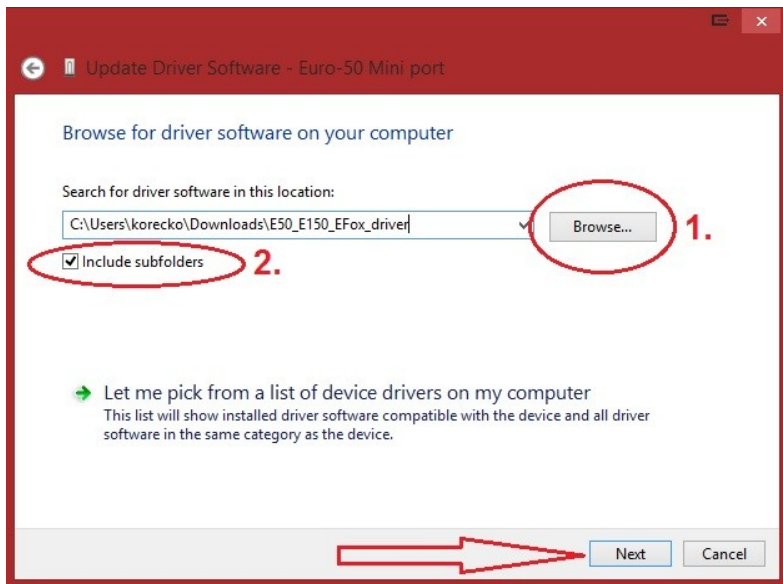 Update Driver Software - Euro-50 Mini port
Browse for driver software on your computer
Search for driver software in this location:
C:\Users\korecko\Downloads\E50_E150_EFox_driver
Browse...
1.
Include subfolders
2.
Let me pick from a list of device drivers on my computer
This list will show installed driver software compatible with the device and all driver
software in the same category as the device.
Next
Cancel